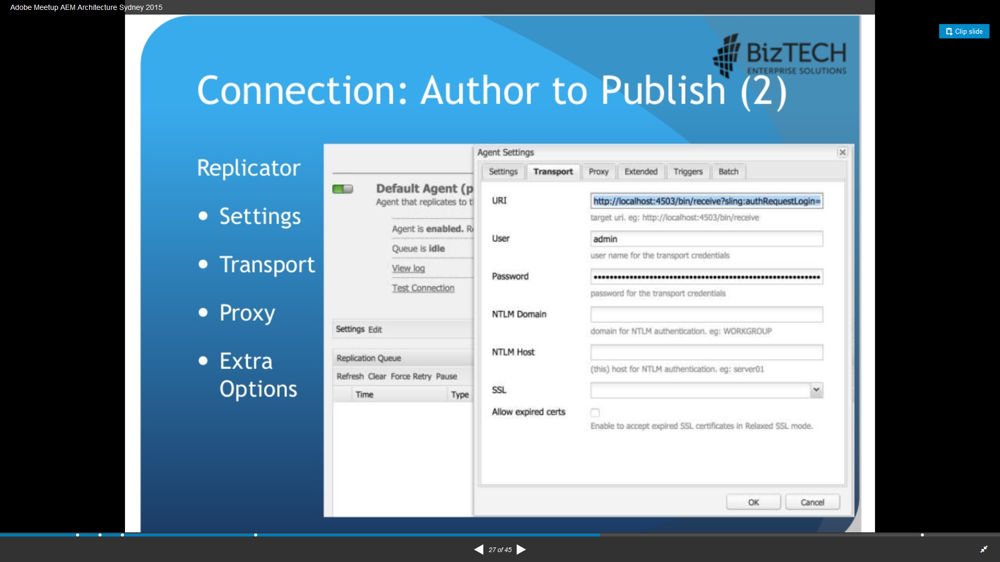 Adobe Meetup AEM Architecture Sydney 2015
Clip slide
BizTECH
ENTERPRISE SOLUTIONS
Connection: Author to Publish (2)
Replicator
• Settings
• Transport
• Proxy
• Extra
Options
Default Agent (p
Agent that replicates to t
Agent is enabled. R
Queue is idle
View log
Test Connection
Settings Edit
Replication Queue
Refresh Clear Force Retry Pause
Time Type
Agent Settings
Settings Transport Proxy Extended Triggers Batch
URI http://localhost:4503/bin/receive?sling:authRequestLogin=
target uri. eg: http://localhost:4503/bin/receive
User admin
user name for the transport credentials
Password
password for the transport credentials
NTLM Domain
domain for NTLM authentication. eg: WORKGROUP
NTLM Host
(this) host for NTLM authentication. eg: server01
SSL
Allow expired certs
Enable to accept expired SSL certificates in Relaxed SSL mode.
OK Cancel
27 of 45